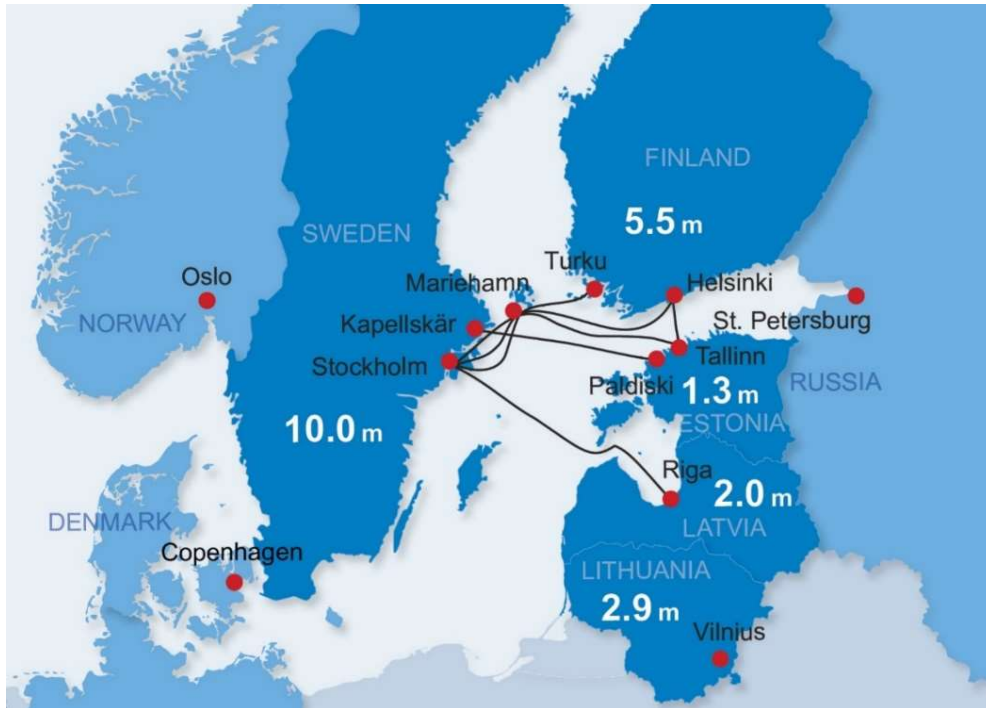 FINLAND
5.5 m
SWEDEN
Mariehamn
Turku
Oslo
Helsinki
NORWAY
Kapellskär
St. Petersburg
Stockholm
Tallinn
Paldiski
1.3 m
RUSSIA
10.0 m
ESTONIA
Riga
2.0 m
DENMARK
LATVIA
Copenhagen
LITHUANIA
2.9 m
Vilnius